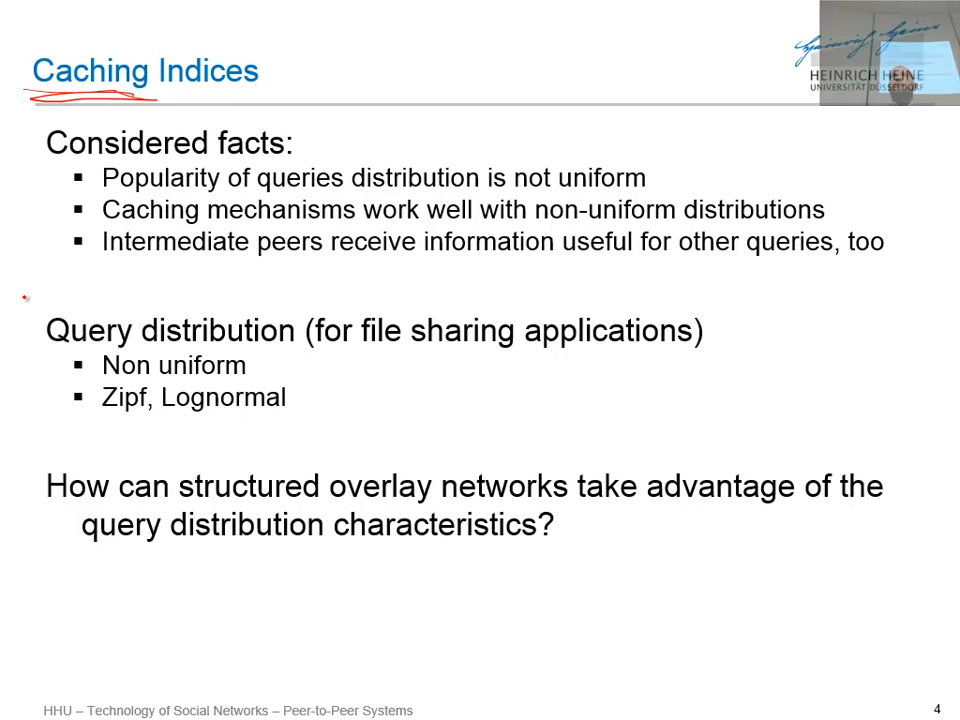 Caching Indices
Heinrich Heine
HEINRICH HEINE
UNIVERSITÄT DÜSSELDORF
Considered facts:
▪ Popularity of queries distribution is not uniform
▪ Caching mechanisms work well with non-uniform distributions
▪ Intermediate peers receive information useful for other queries, too
Query distribution (for file sharing applications)
▪ Non uniform
▪ Zipf, Lognormal
How can structured overlay networks take advantage of the
query distribution characteristics?
HHU – Technology of Social Networks – Peer-to-Peer Systems
4